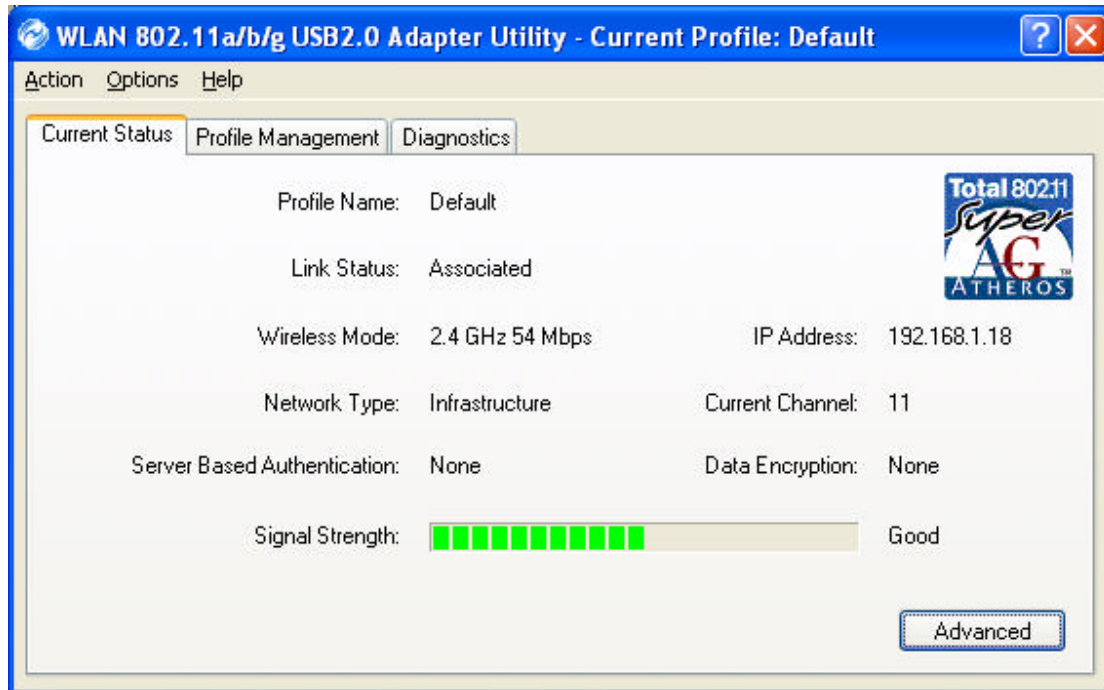 WLAN 802.11a/b/g USB2.0 Adapter Utility - Current Profile: Default
?
Action Options Help
Current Status Profile Management Diagnostics
Total 802.11
Super
AG™
ATHEROS
Profile Name: Default
Link Status: Associated
Wireless Mode: 2.4 GHz 54 Mbps IP Address: 192.168.1.18
Network Type: Infrastructure Current Channel: 11
Server Based Authentication: None Data Encryption: None
Signal Strength: Good
Advanced